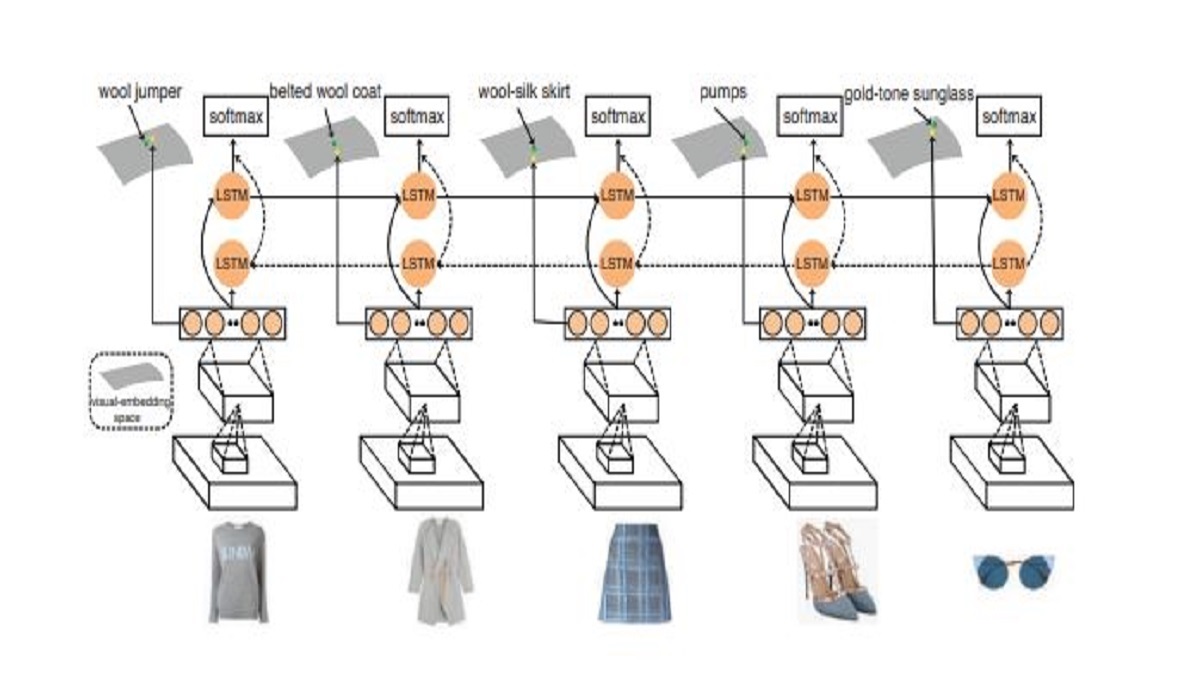 wool jumper
belted wool coat
wool-silk skirt
pumps
gold-tone sunglass
softmax
softmax
softmax
softmax
softmax
LSTM
LSTM
LSTM
LSTM
LSTM
LSTM
LSTM
LSTM
LSTM
LSTM
visual-embedding
space